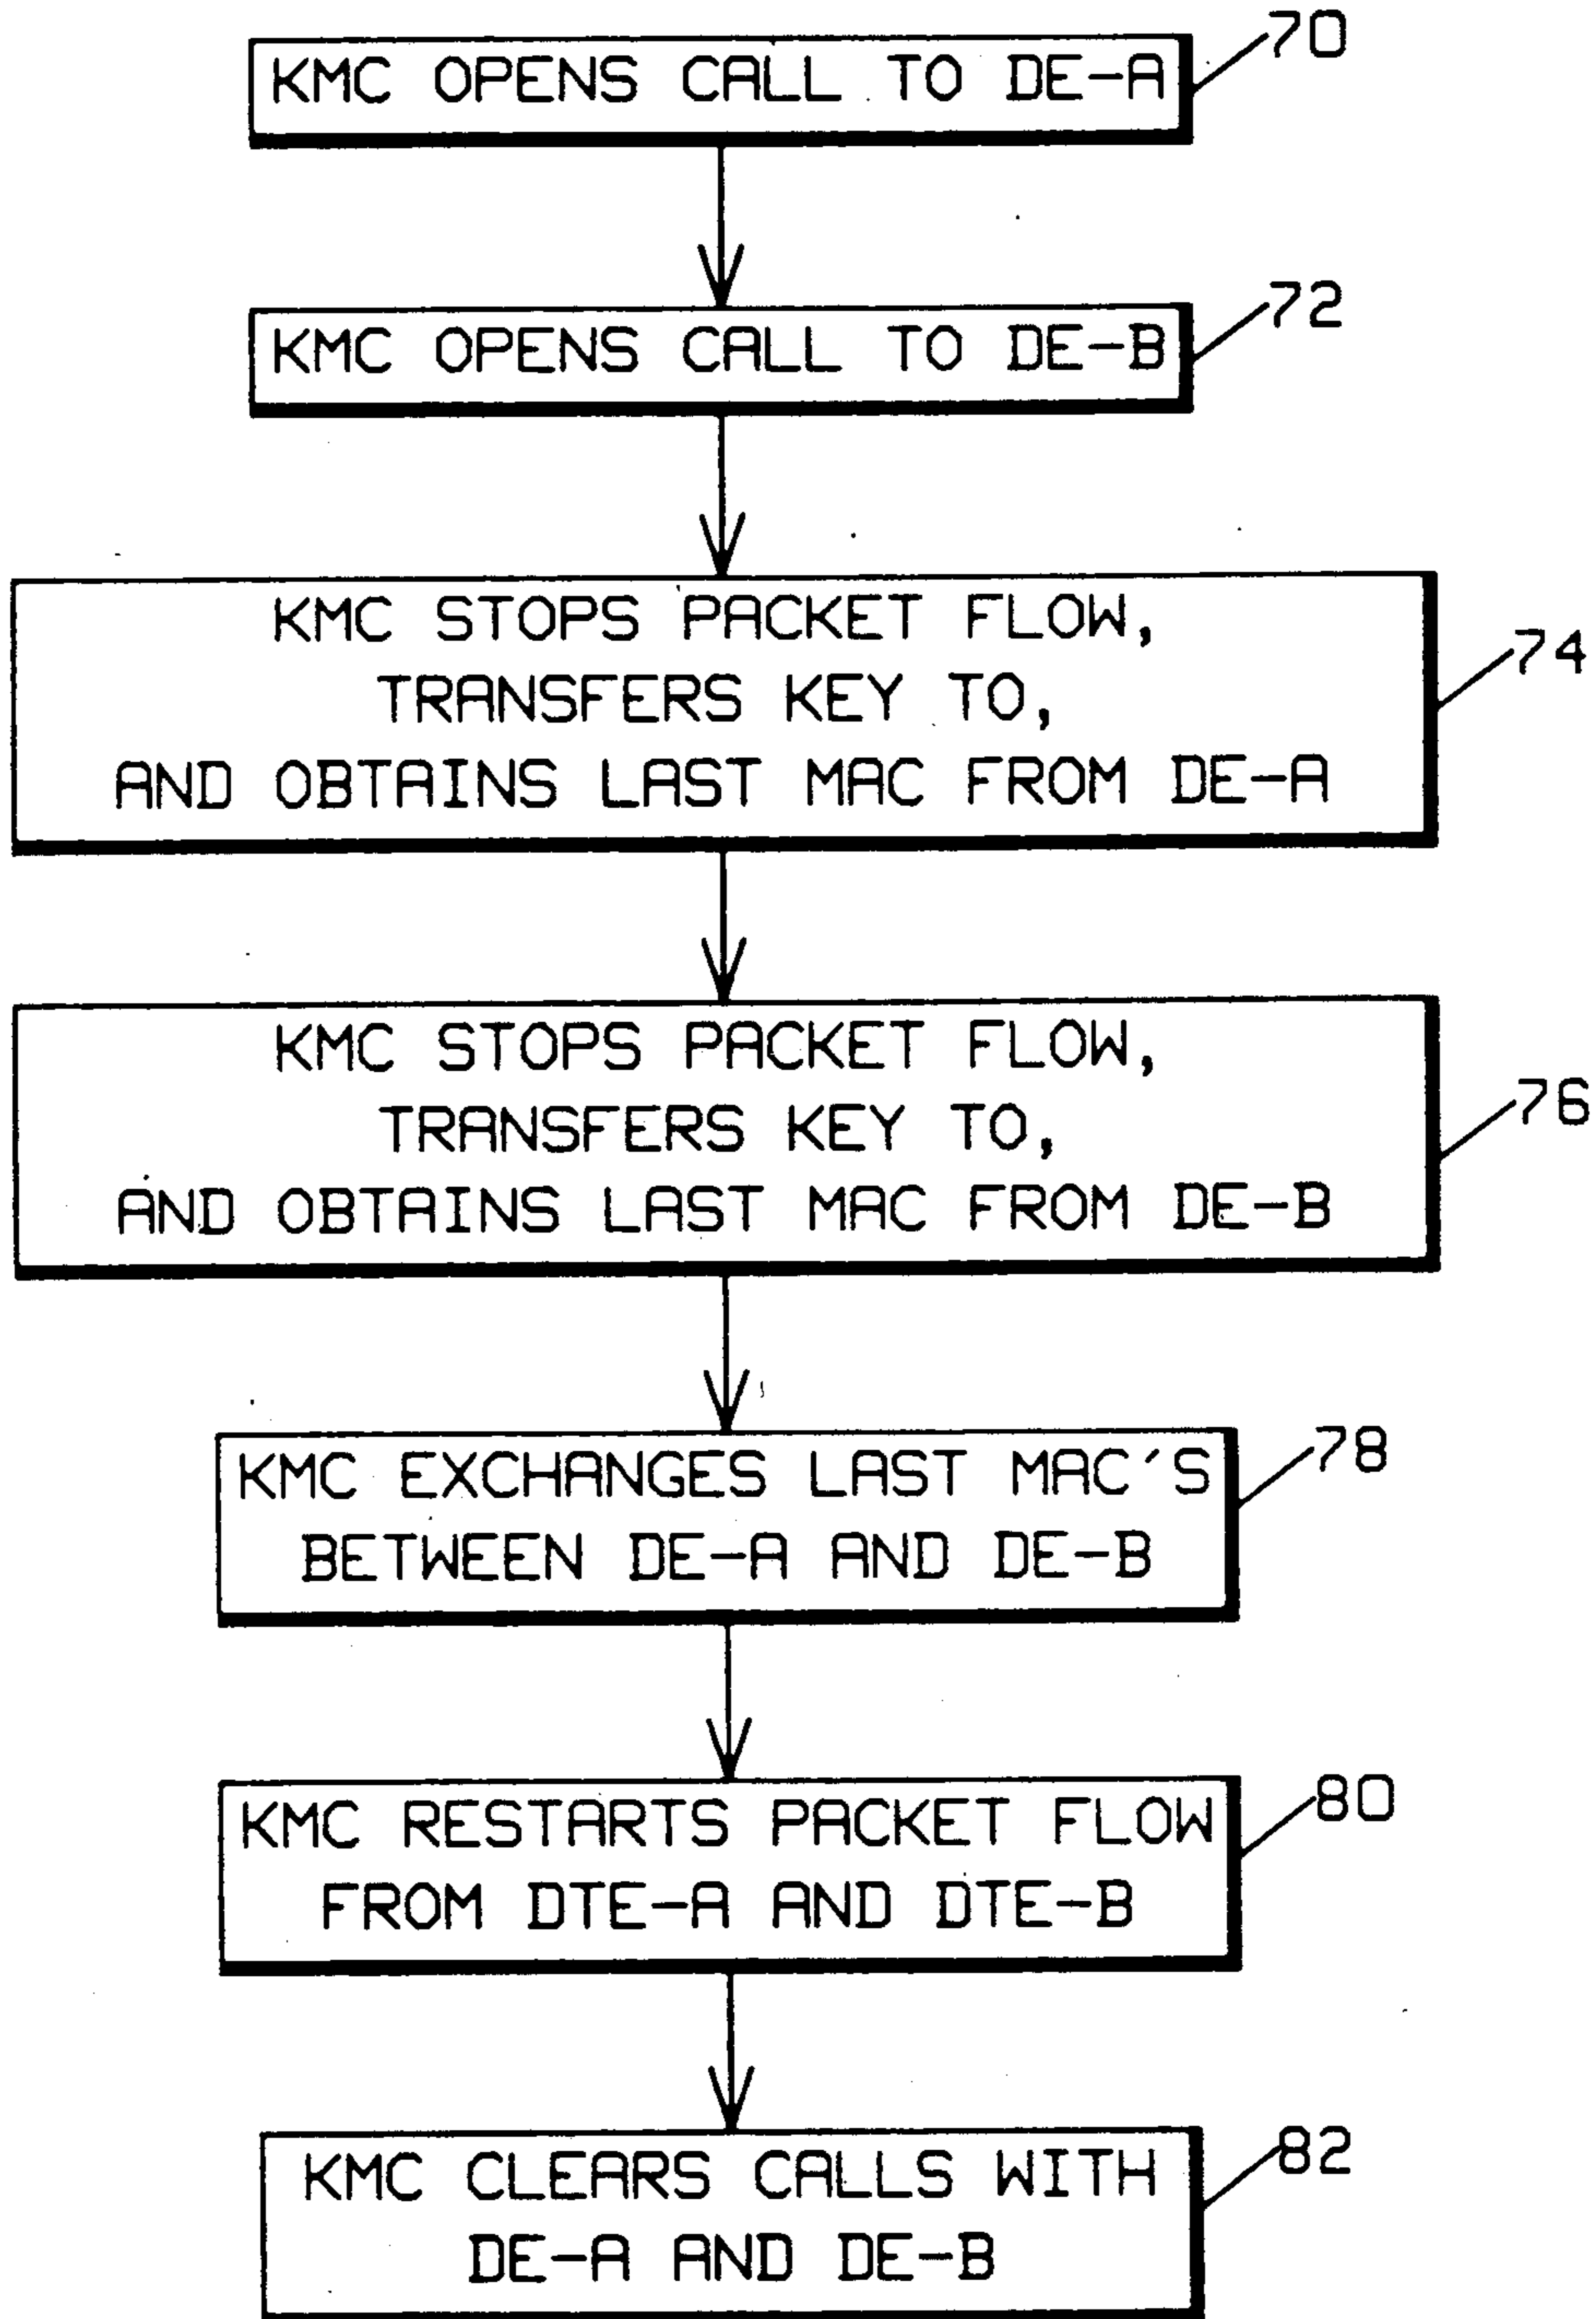 KMC OPENS CALL TO DE-A
70
KMC OPENS CALL TO DE-B
72
KMC STOPS PACKET FLOW,
TRANSFERS KEY TO,
AND OBTAINS LAST MAC FROM DE-A
74
KMC STOPS PACKET FLOW,
TRANSFERS KEY TO,
AND OBTAINS LAST MAC FROM DE-B
76
KMC EXCHANGES LAST MAC'S
BETWEEN DE-A AND DE-B
78
KMC RESTARTS PACKET FLOW
FROM DTE-A AND DTE-B
80
KMC CLEARS CALLS WITH
DE-A AND DE-B
82